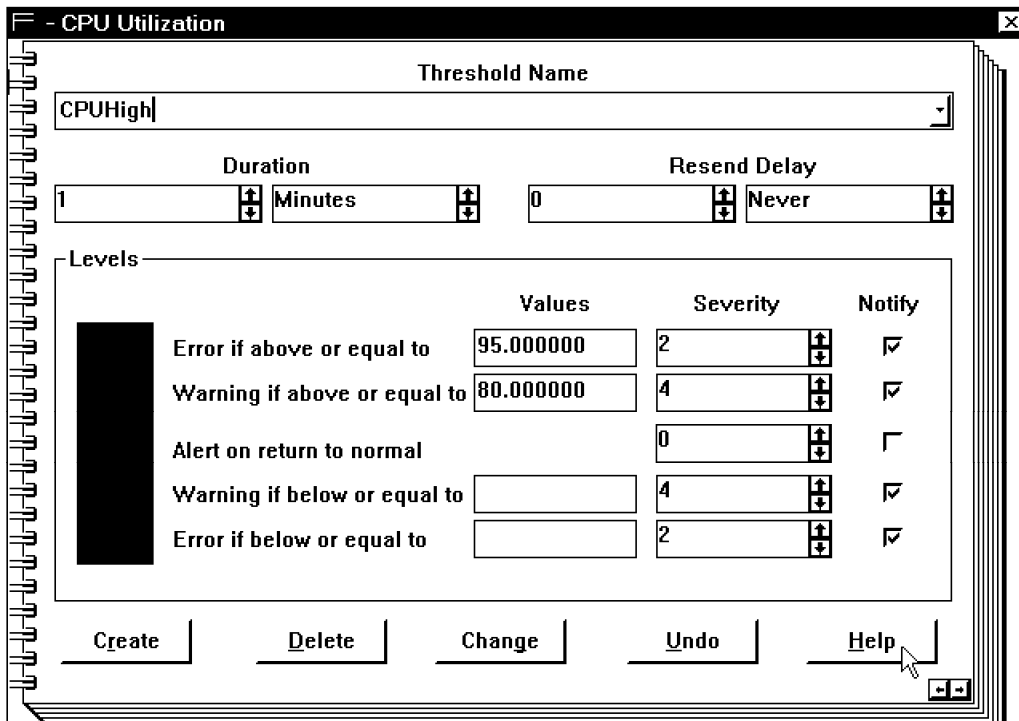 - CPU Utilization
Threshold Name
CPUHigh
Duration Resend Delay
1 Minutes 0 Never
Levels
Values Severity Notify
Error if above or equal to 95.000000 2
Warning if above or equal to 80.000000 4
Alert on return to normal 0
Warning if below or equal to 4
Error if below or equal to 2
Create Delete Change Undo Help